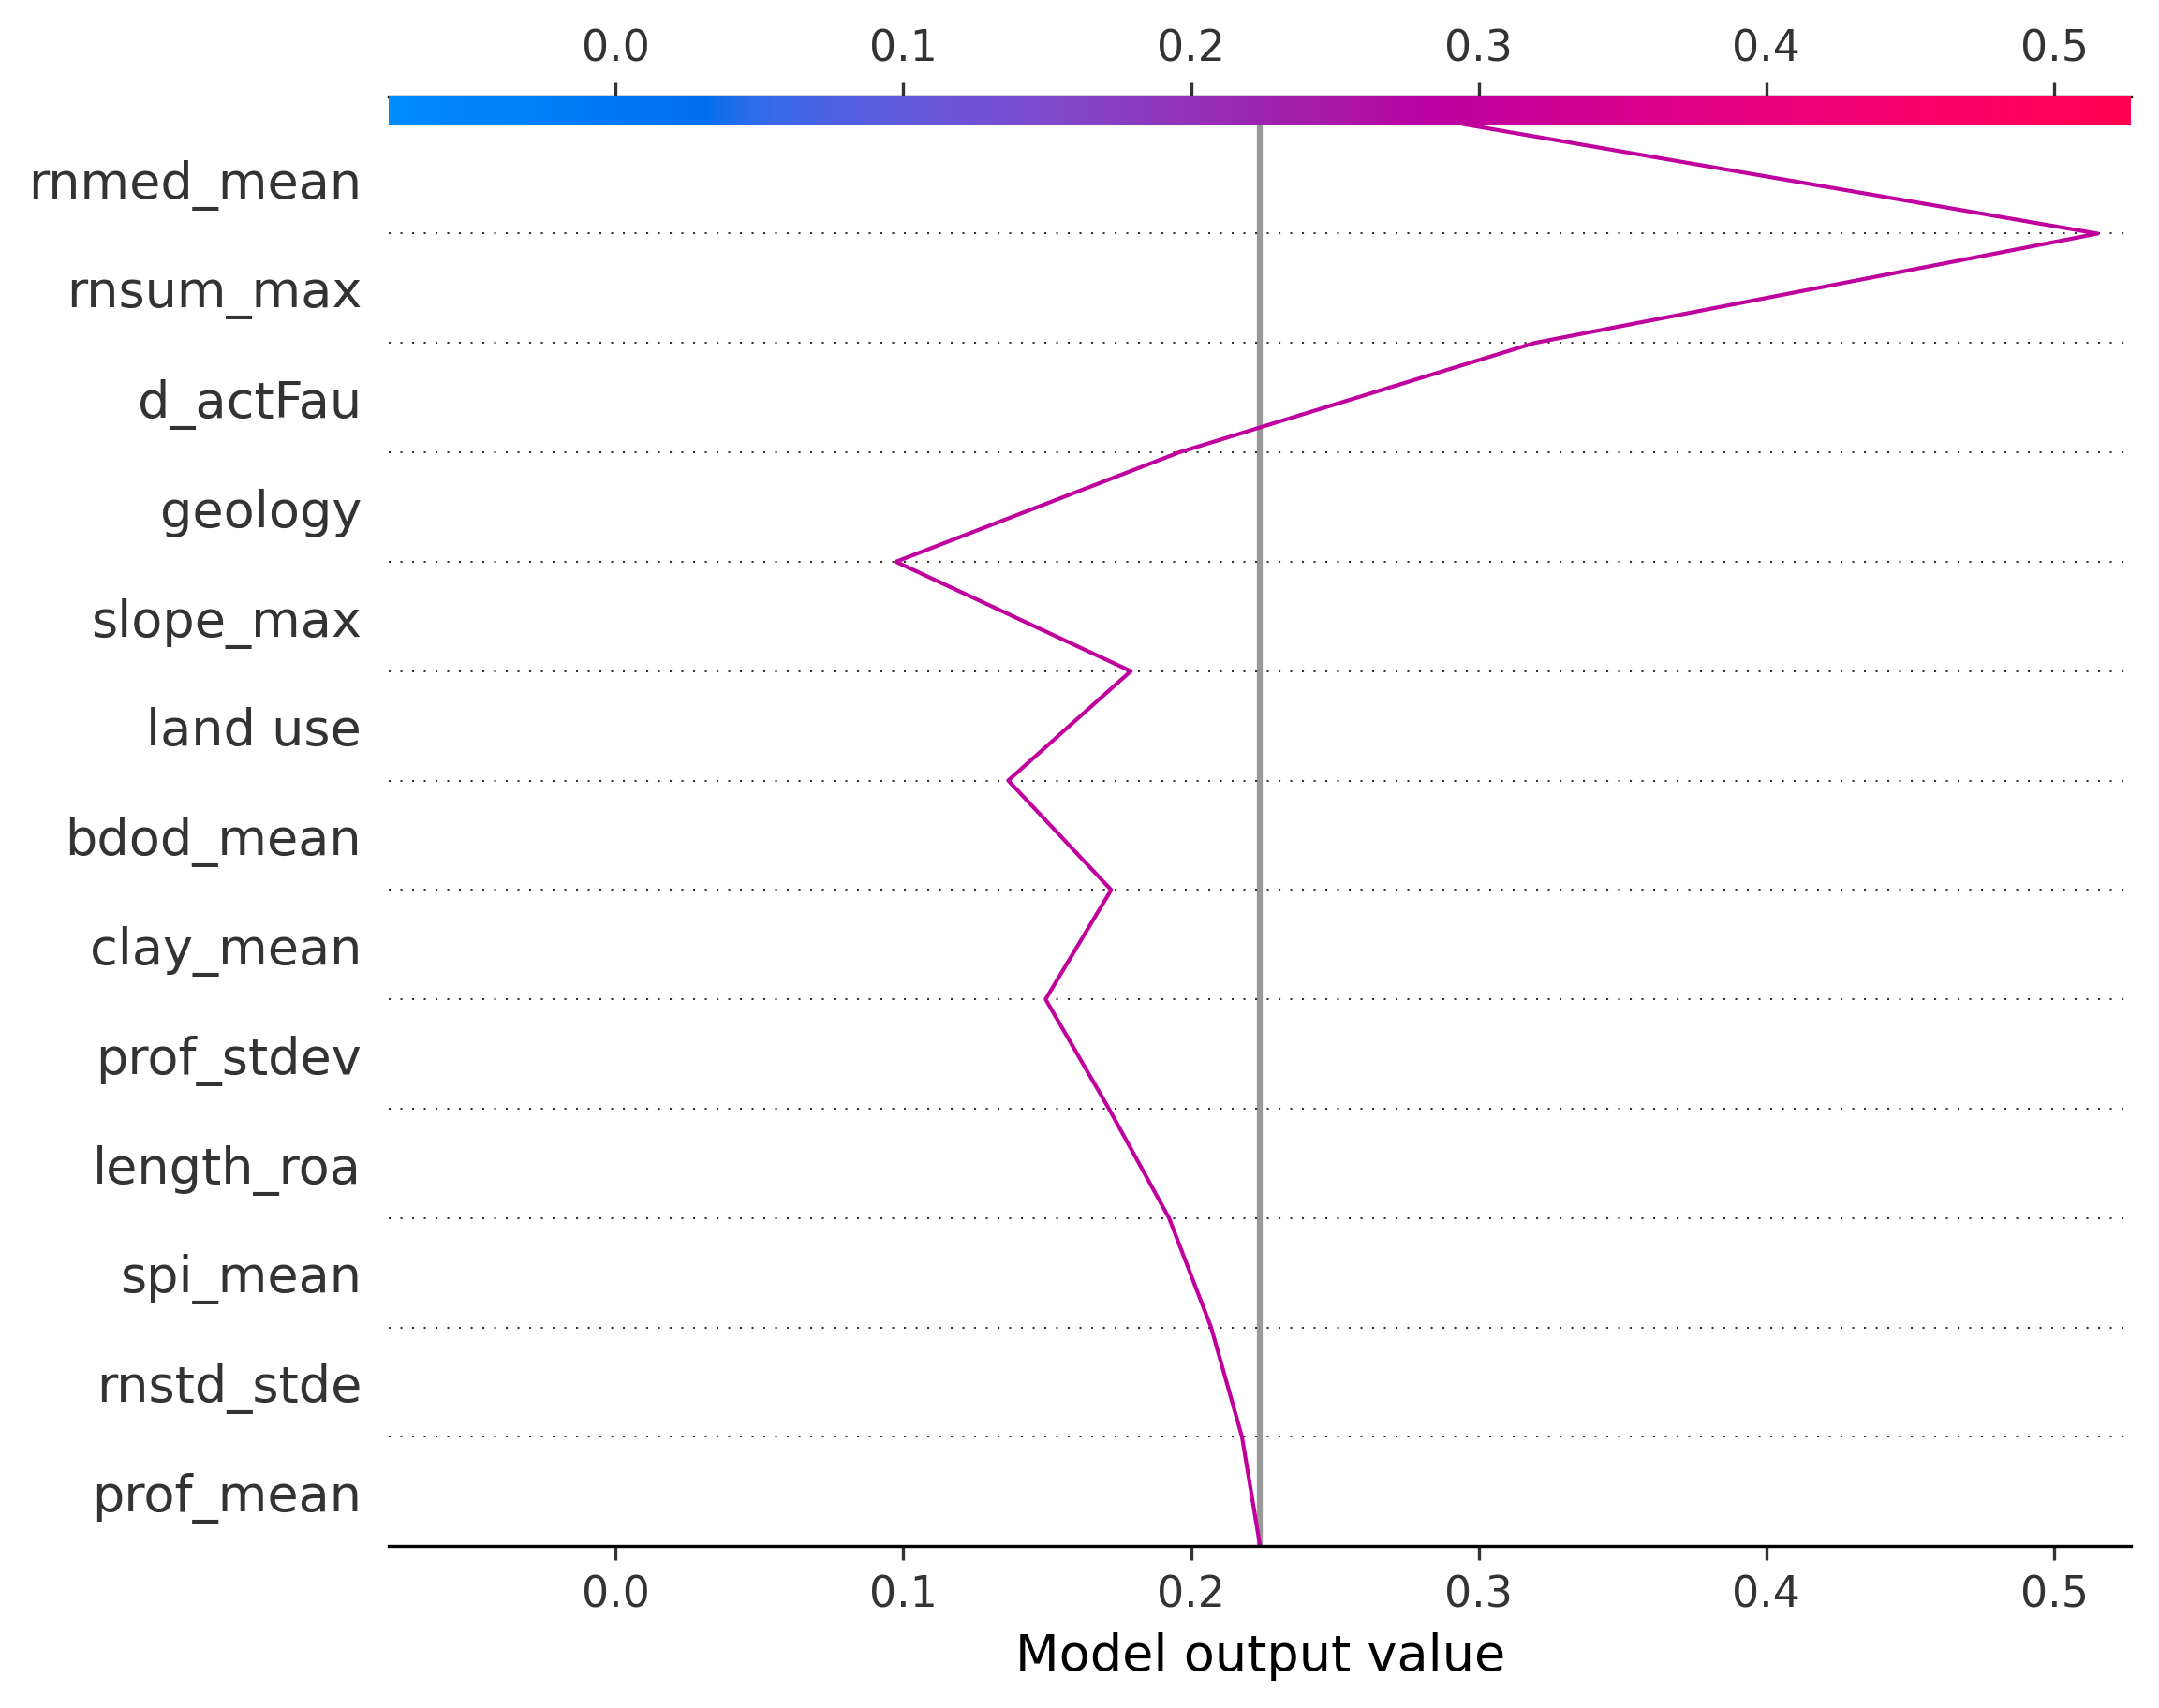 0.0 0.1 0.2 0.3 0.4 0.5
rnmed_mean
rnsum_max
d_actFau
geology
slope_max
land use
bdod_mean
clay_mean
prof_stdev
length_roa
spi_mean
rnstd_stde
prof_mean
0.0 0.1 0.2 0.3 0.4 0.5
Model output value